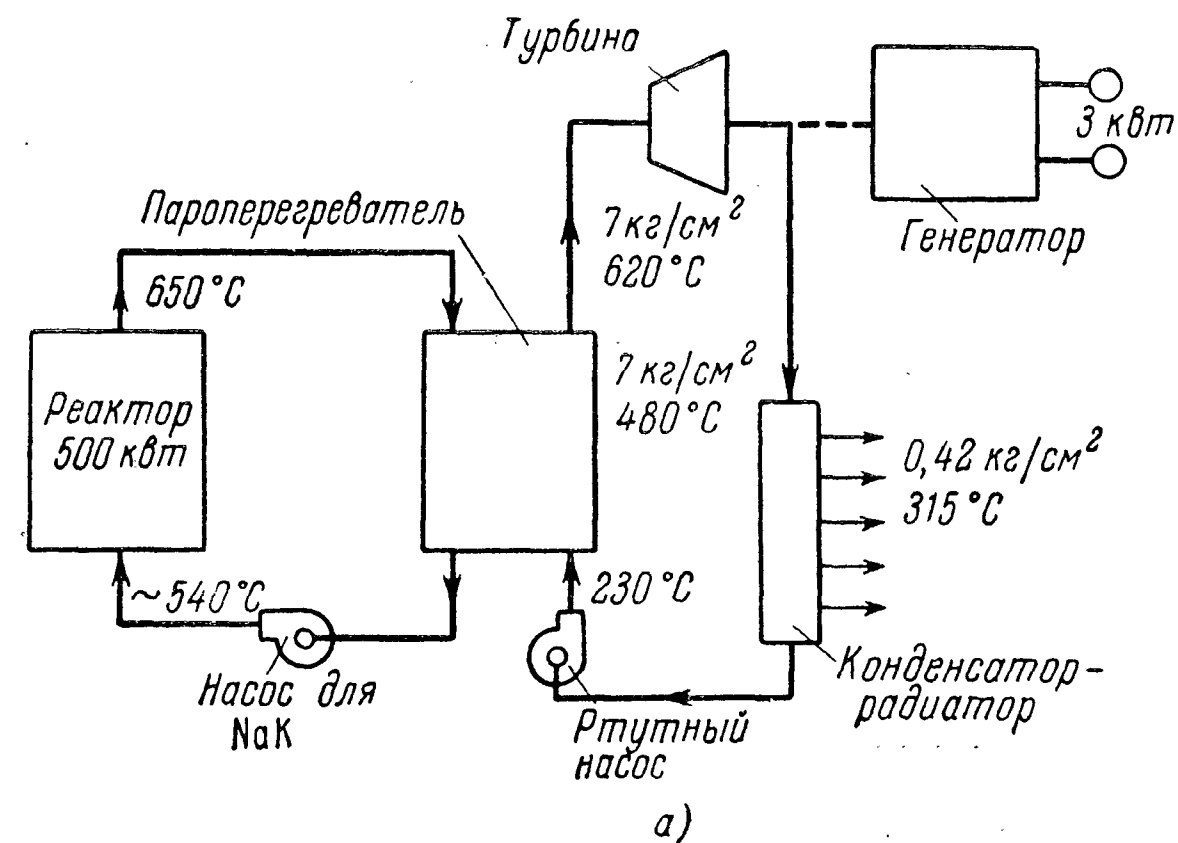 Турбина
3 квт
Генератор
Пароперегреватель
7 кг/см²
620°С
650°С
Реактор
500 квт
7 кг/см²
480°С
0,42 кг/см²
315°С
~540°С
230°С
Насос для
NaK
Ртутный
насос
Конденсатор-
радиатор
а)